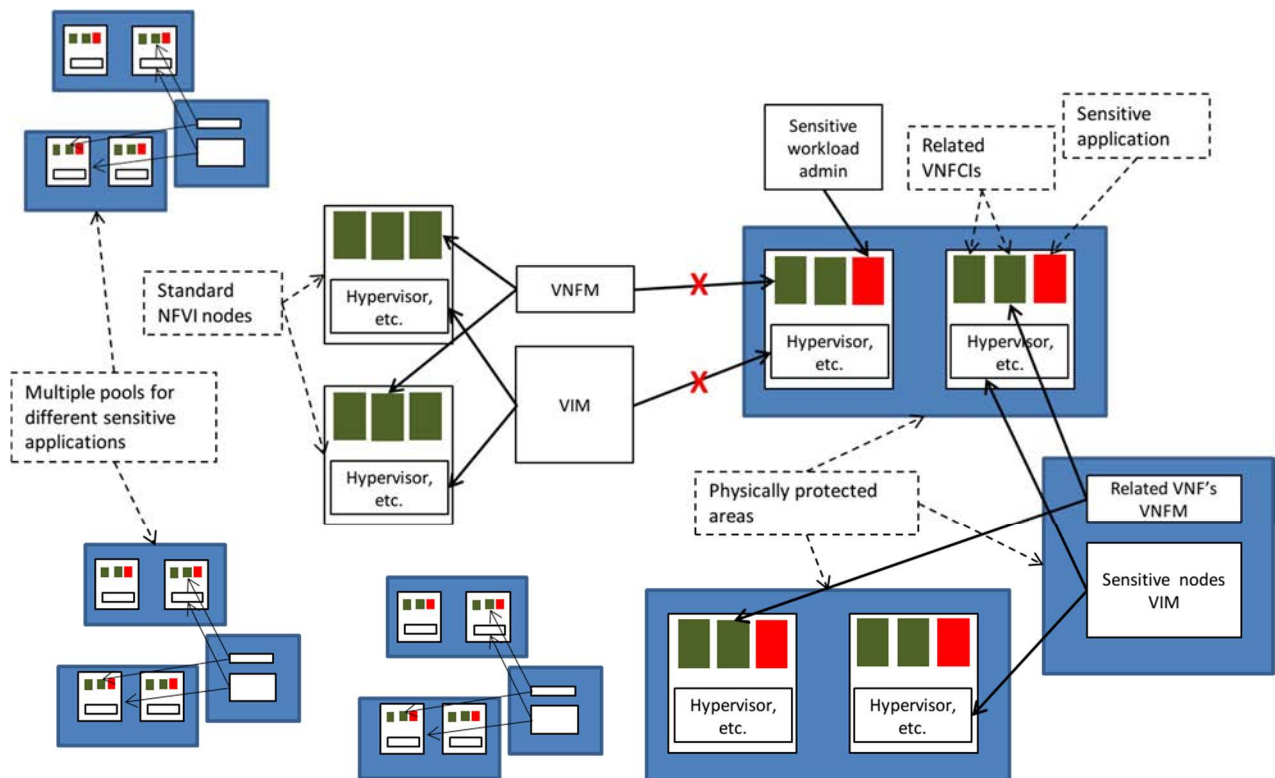 Sensitive
workload
admin
Related
VNFCIs
Sensitive
application
Standard
NFVI nodes
Hypervisor,
etc.
VNFM
X
Hypervisor,
etc.
Hypervisor,
etc.
Multiple pools for
different sensitive
applications
VIM
X
Hypervisor,
etc.
Physically protected
areas
Related VNF's
VNFM
Sensitive nodes
VIM
Hypervisor,
etc.
Hypervisor,
etc.